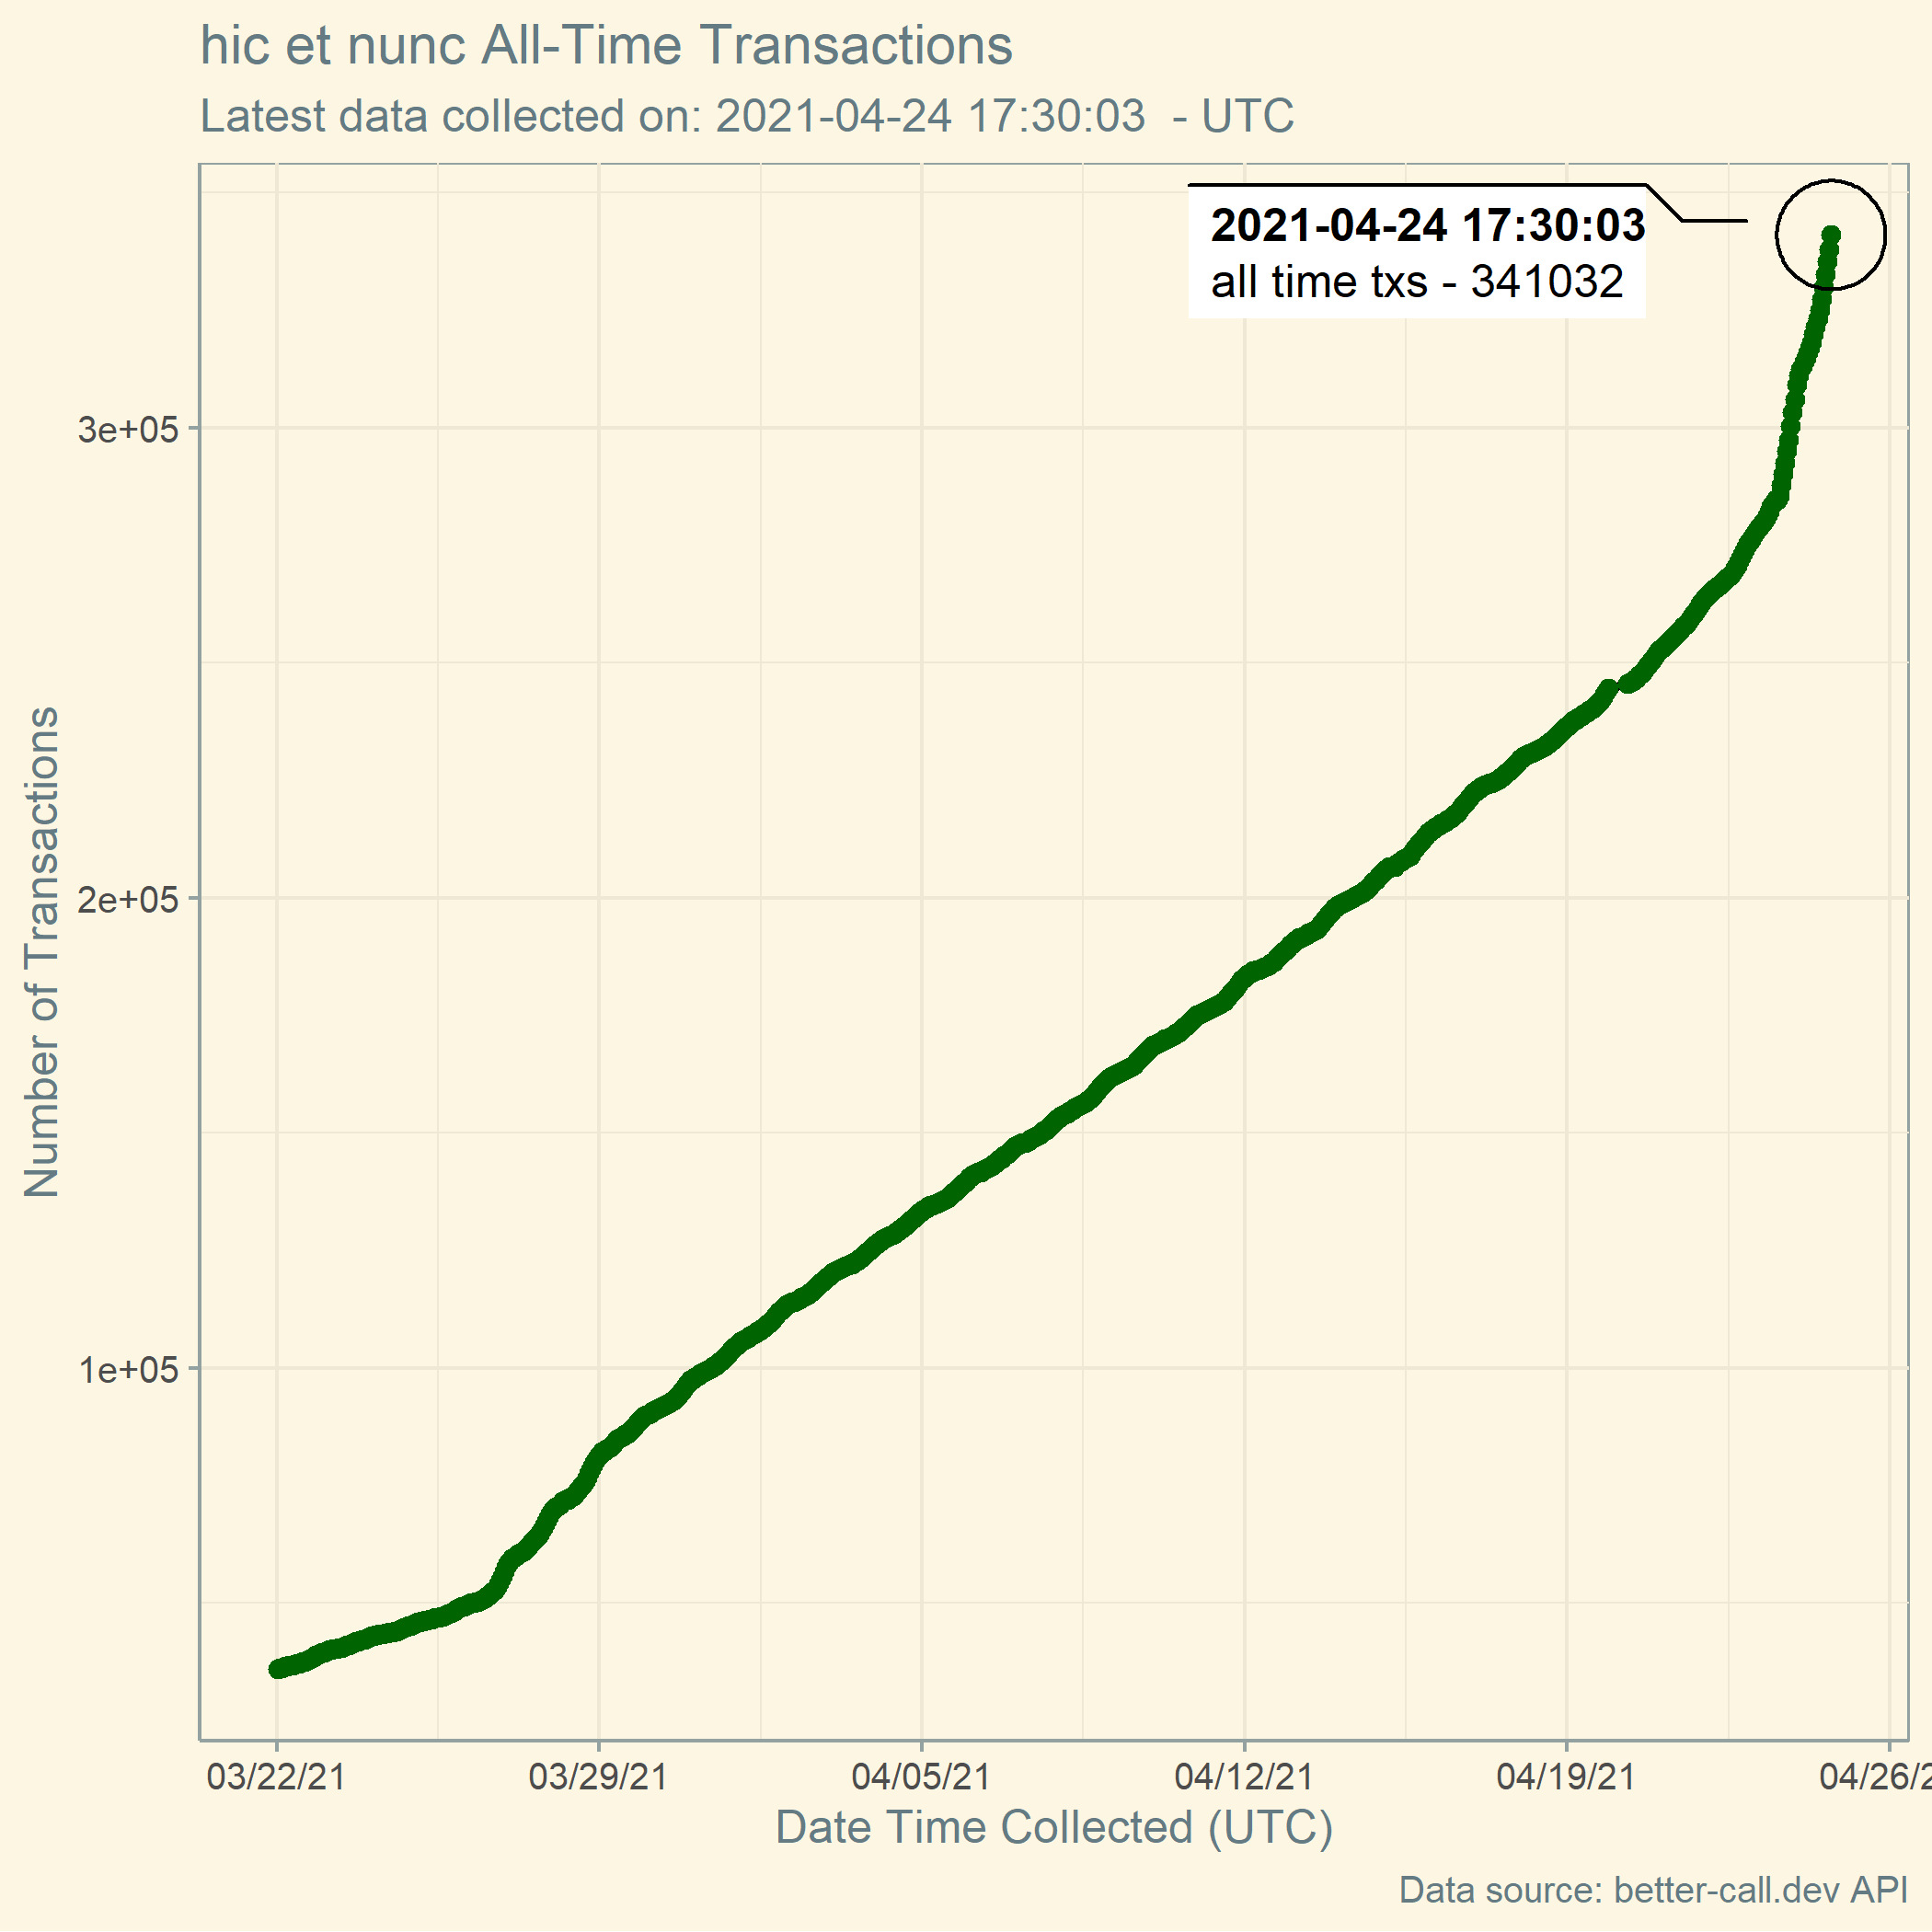 hic et nunc All-Time Transactions
Latest data collected on: 2021-04-24 17:30:03  - UTC
2021-04-24 17:30:03
all time txs - 341032
Number of Transactions
3e+05
2e+05
1e+05
03/22/21
03/29/21
04/05/21
04/12/21
04/19/21
04/26/2
Date Time Collected (UTC)
Data source: better-call.dev API